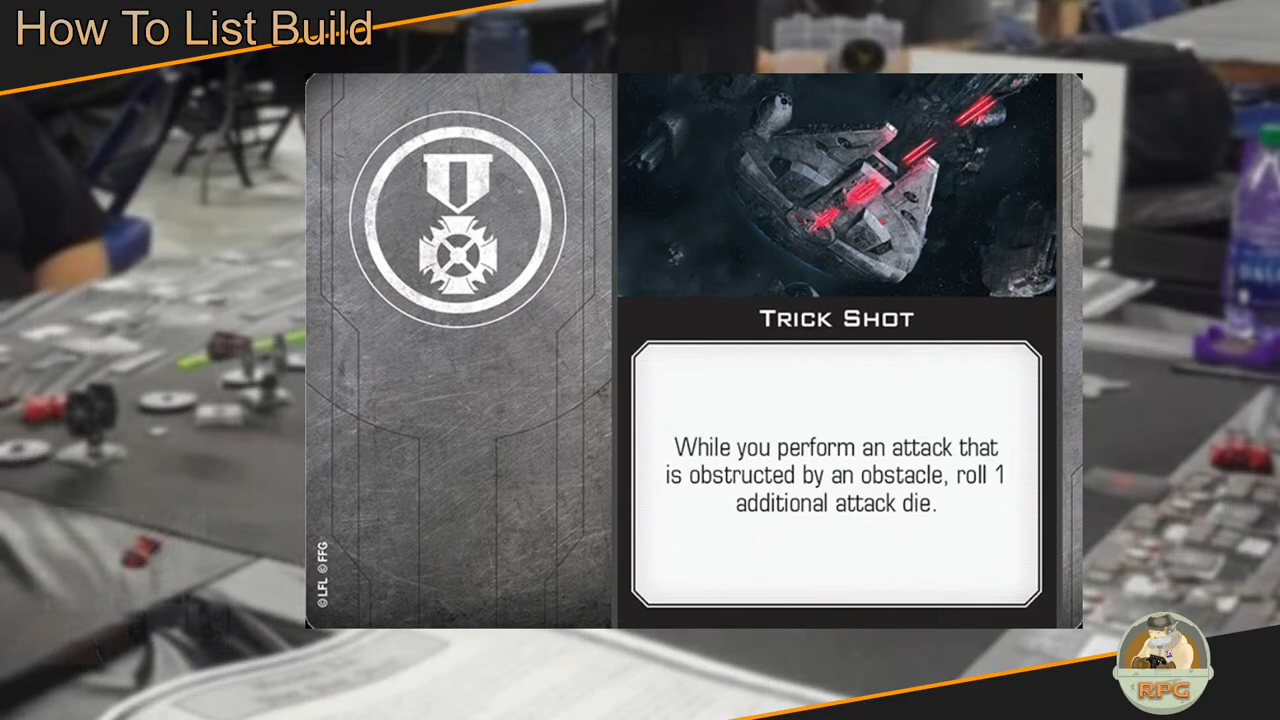 How To List Build
TRICK SHOT
While you perform an attack that
is obstructed by an obstacle, roll 1
additional attack die.
©LFL ©FFG
RPG